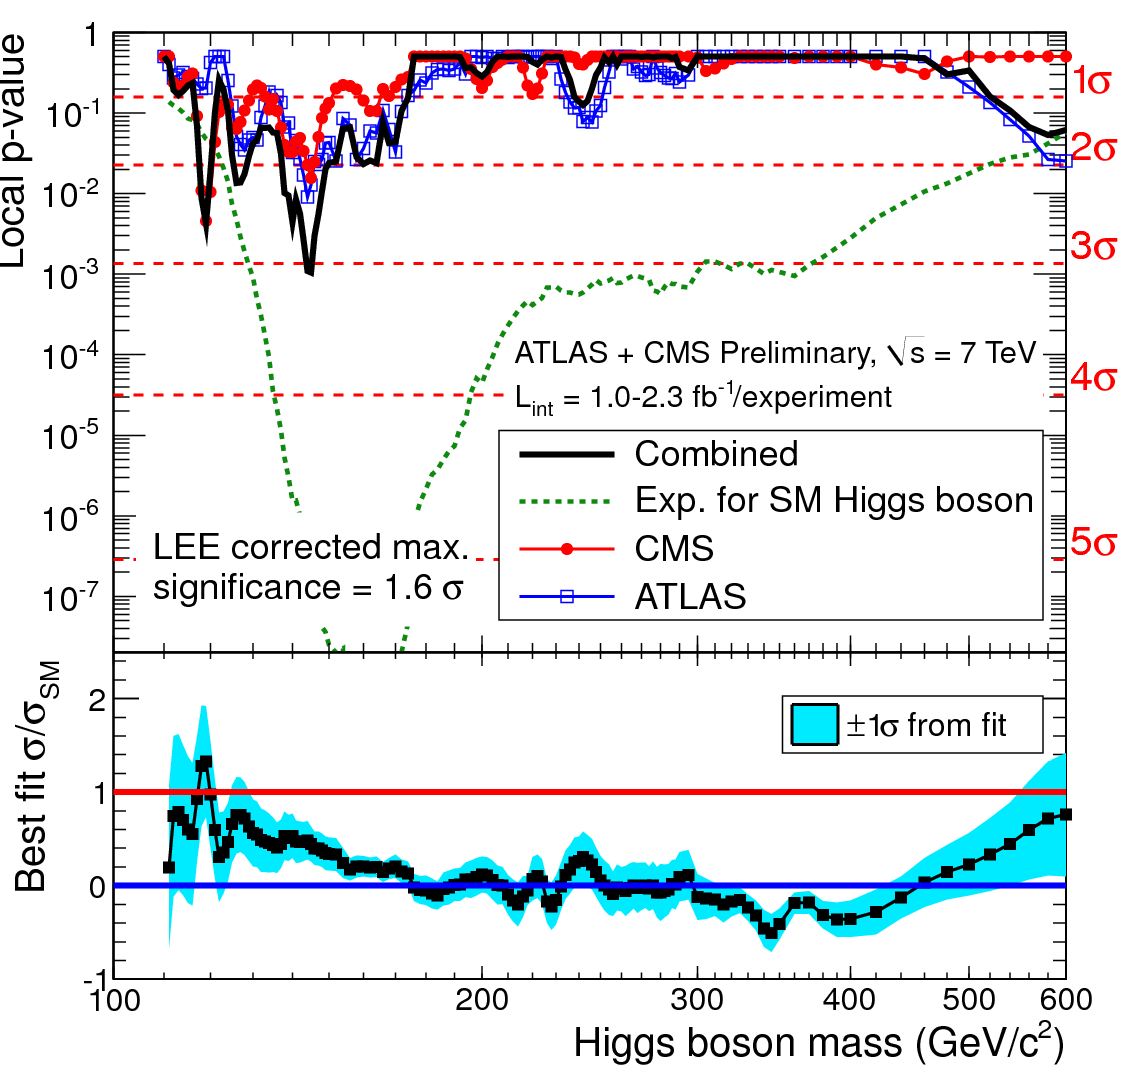 Local p-value
1
10-1
10-2
10-3
10-4
10-5
10-6
10-7
1σ
2σ
3σ
4σ
5σ
ATLAS + CMS Preliminary, √s = 7 TeV
Lint = 1.0-2.3 fb-1/experiment
Combined
Exp. for SM Higgs boson
CMS
ATLAS
LEE corrected max.
significance = 1.6 σ
Best fit σ/σSM
2
1
0
-1
±1σ from fit
100 200 300 400 500 600
Higgs boson mass (GeV/c2)